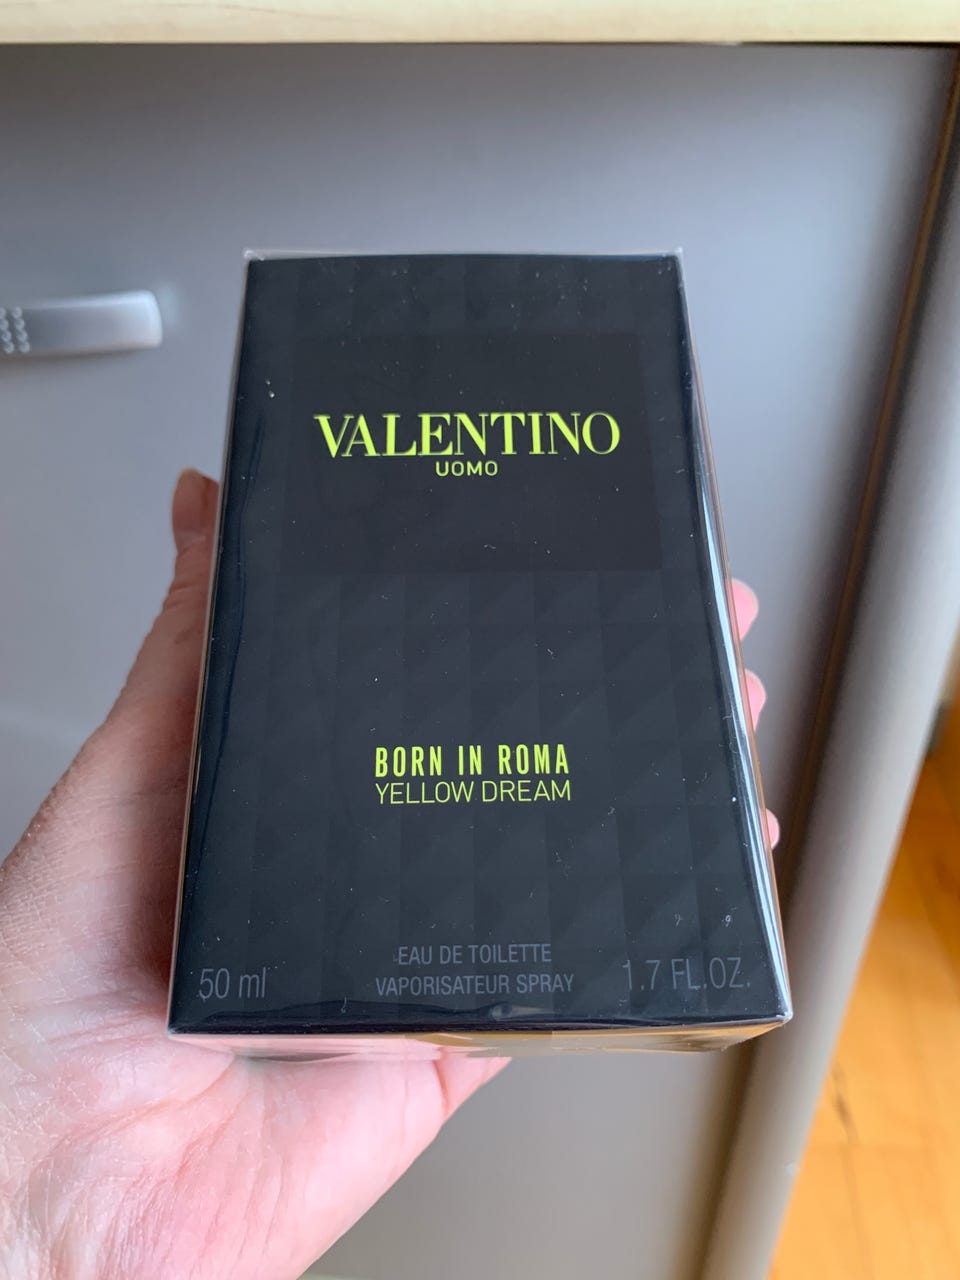 VALENTINO
UOMO
BORN IN ROMA
YELLOW DREAM
EAU DE TOILETTE
50 ml VAPORISATEUR SPRAY 1.7 FL.OZ.